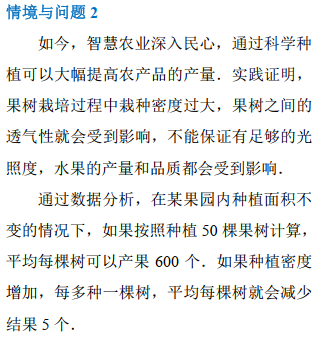 情境与问题 2
如今，智慧农业深入民心，通过科学种
植可以大幅提高农产品的产量．实践证明，
果树栽培过程中栽种密度过大，果树之间的
透气性就会受到影响，不能保证有足够的光
照度，水果的产量和品质都会受到影响．
通过数据分析，在某果园内种植面积不
变的情况下，如果按照种植 50 棵果树计算，
平均每棵树可以产果 600 个．如果种植密度
增加，每多种一棵树，平均每棵树就会减少
结果 5 个．